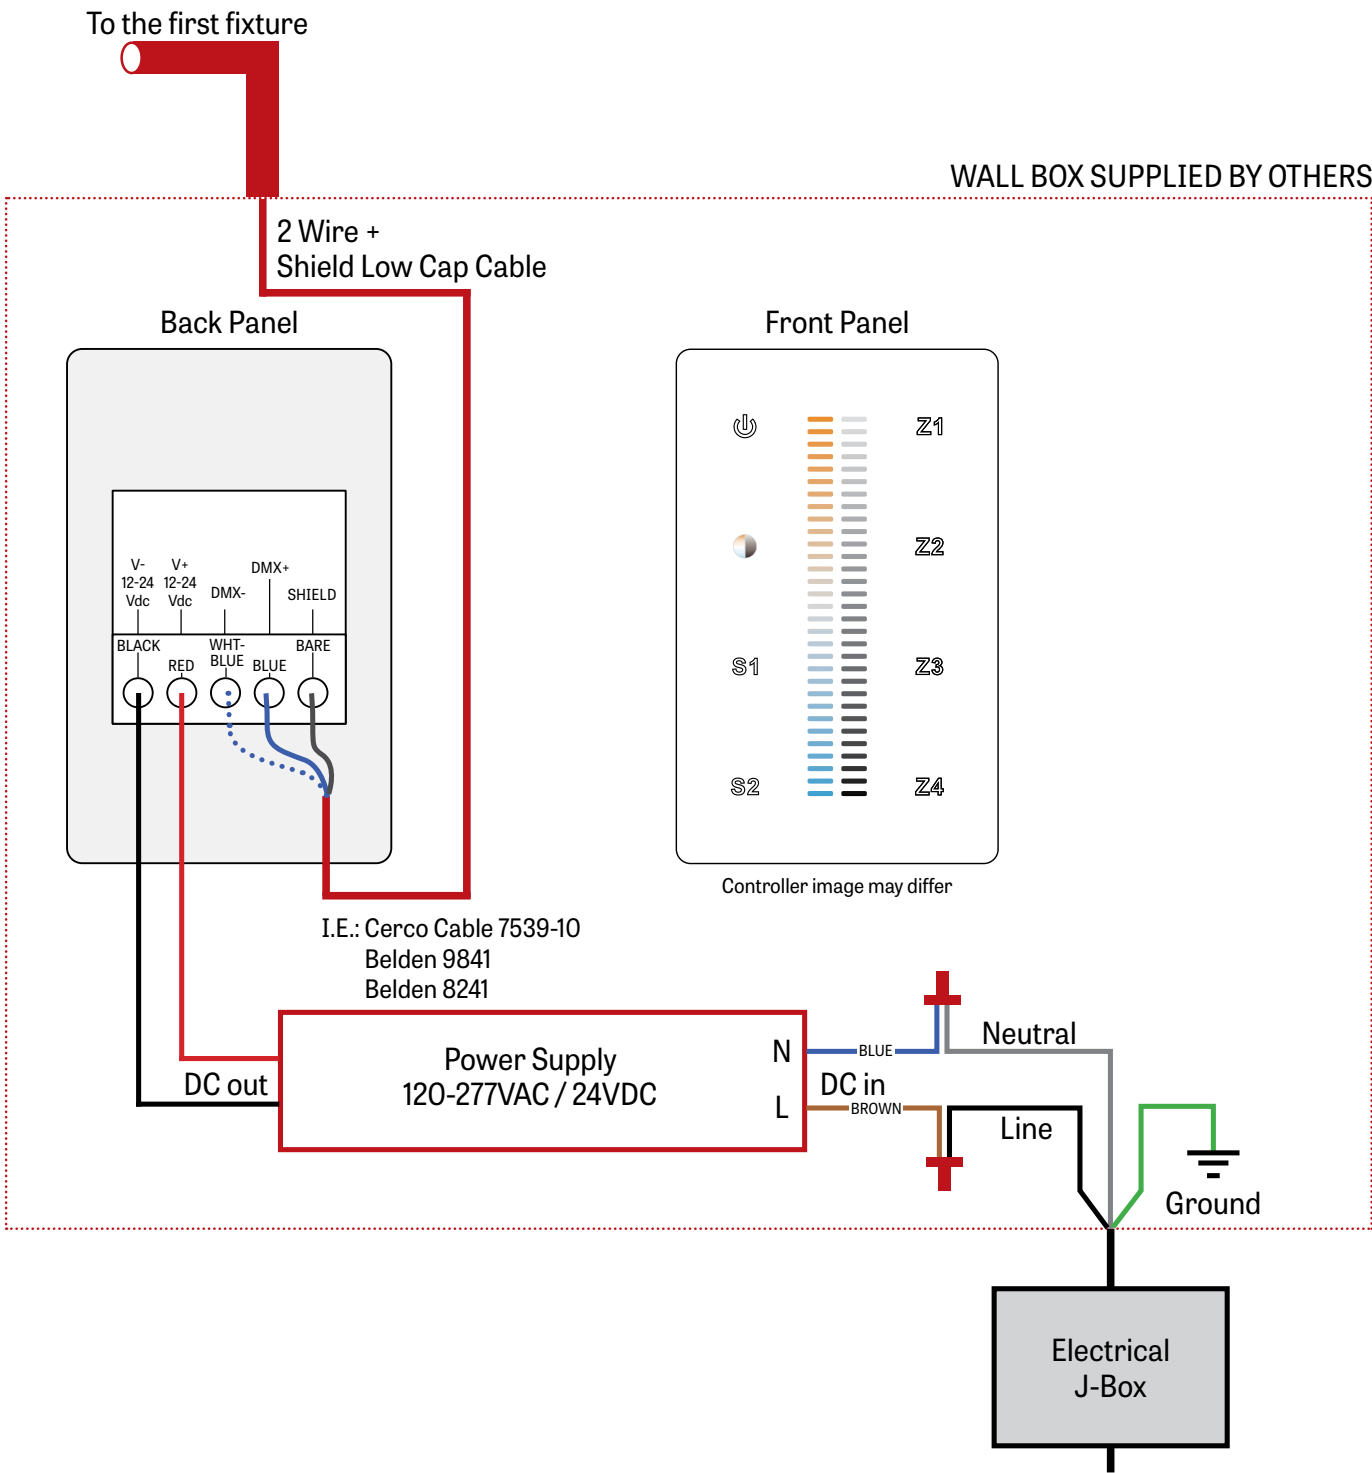 To the first fixture
WALL BOX SUPPLIED BY OTHERS
2 Wire +
Shield Low Cap Cable
Back Panel
Front Panel
V-
12-24
Vdc
V+
12-24
Vdc
DMX-
DMX+
SHIELD
BLACK
RED
WHT-
BLUE
BLUE
BARE
Z1
Z2
S1
Z3
S2
Z4
Controller image may differ
I.E.: Cerco Cable 7539-10
Belden 9841
Belden 8241
Power Supply
120-277VAC / 24VDC
DC out
N
L
BLUE
DC in
BROWN
Neutral
Line
Ground
Electrical
J-Box